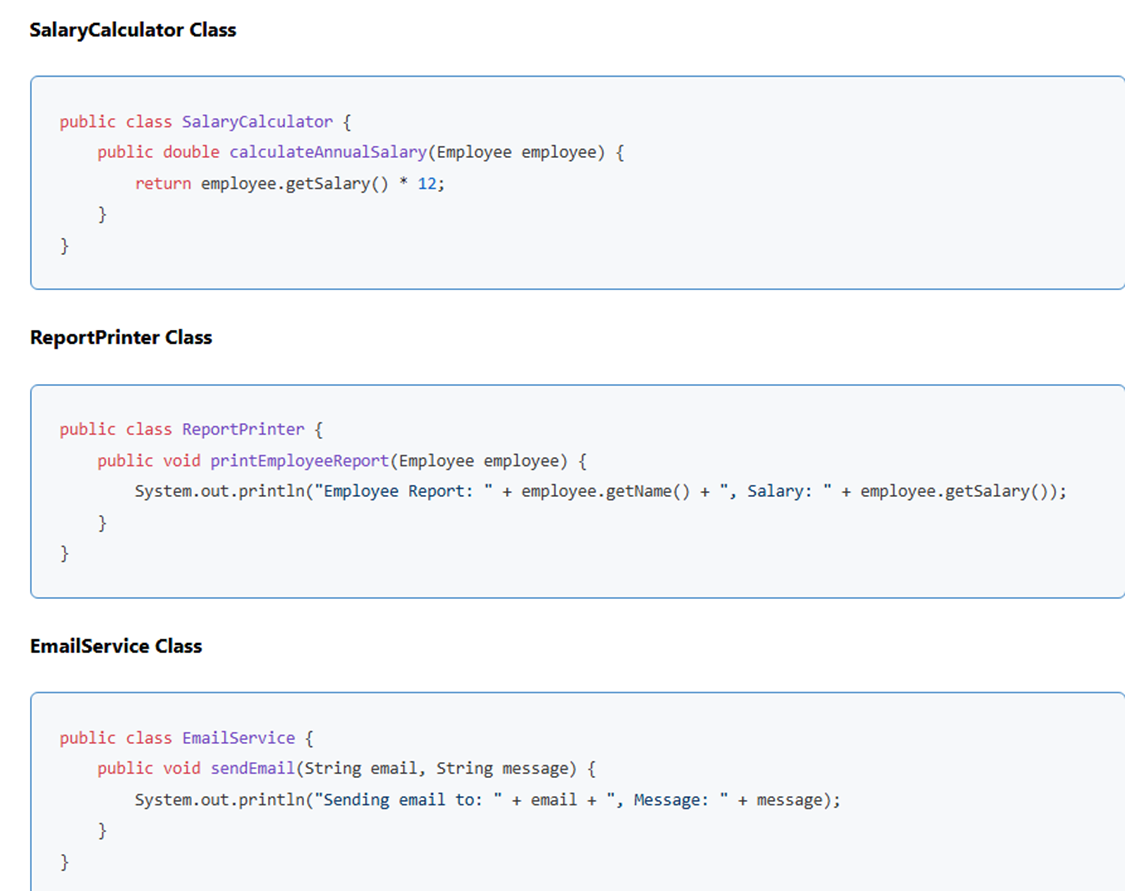 SalaryCalculator Class
public class SalaryCalculator {
    public double calculateAnnualSalary(Employee employee) {
        return employee.getSalary() * 12;
    }
}
ReportPrinter Class
public class ReportPrinter {
    public void printEmployeeReport(Employee employee) {
        System.out.println("Employee Report: " + employee.getName() + ", Salary: " + employee.getSalary());
    }
}
EmailService Class
public class EmailService {
    public void sendEmail(String email, String message) {
        System.out.println("Sending email to: " + email + ", Message: " + message);
    }
}